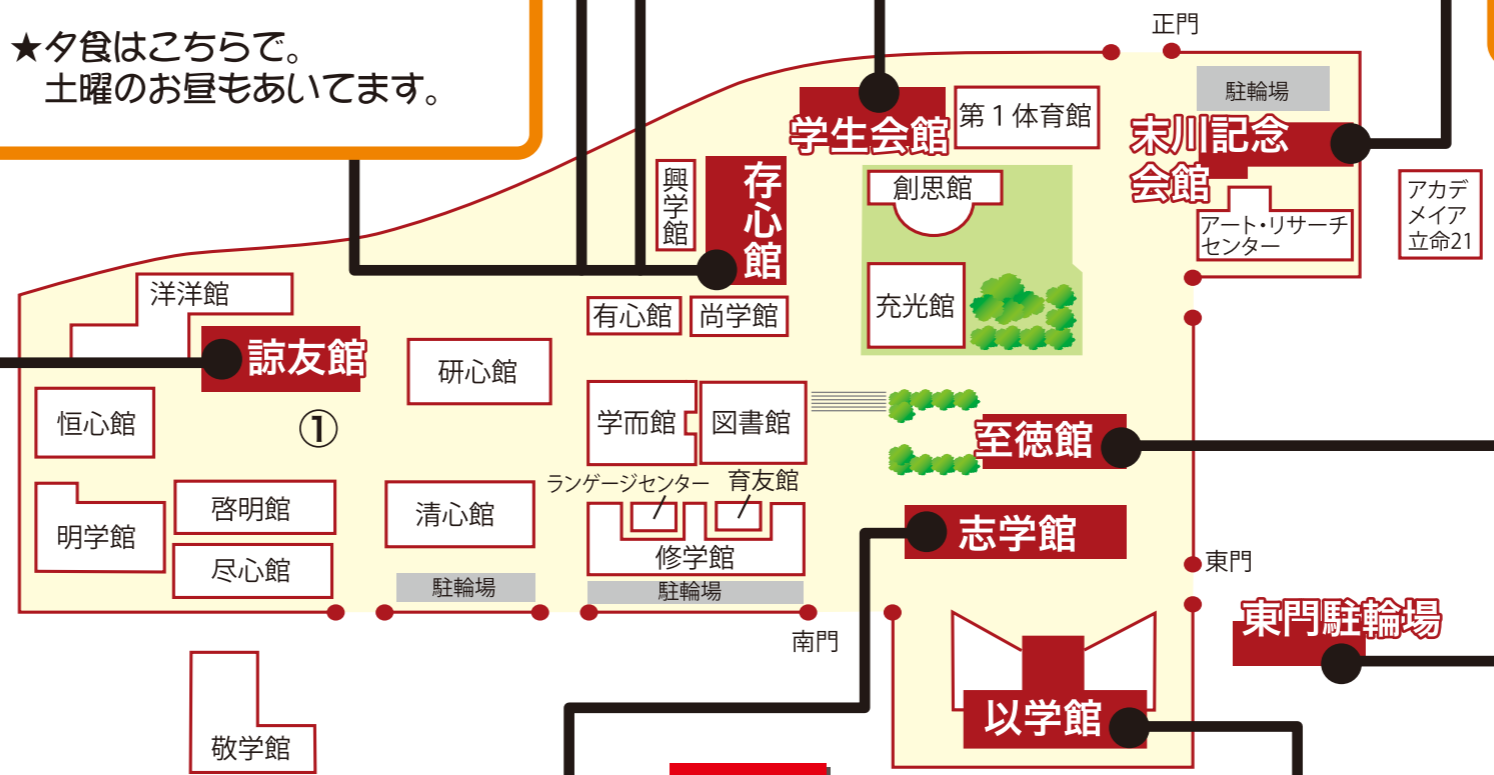 ★夕食はこちらで。
土曜のお昼もあいてます。
正門
駐輪場
学生会館
第1体育館
末川記念
会館
アート・リサーチ
センター
アカデ
メイア
立命21
興学館
存心館
創思館
洋洋館
有心館
尚学館
充光館
諒友館
研心館
恒心館
①
学而館
図書館
至徳館
ランゲージセンター
育友館
明学館
啓明館
清心館
修学館
志学館
尽心館
駐輪場
駐輪場
東門
南門
東門駐輪場
敬学館
以学館